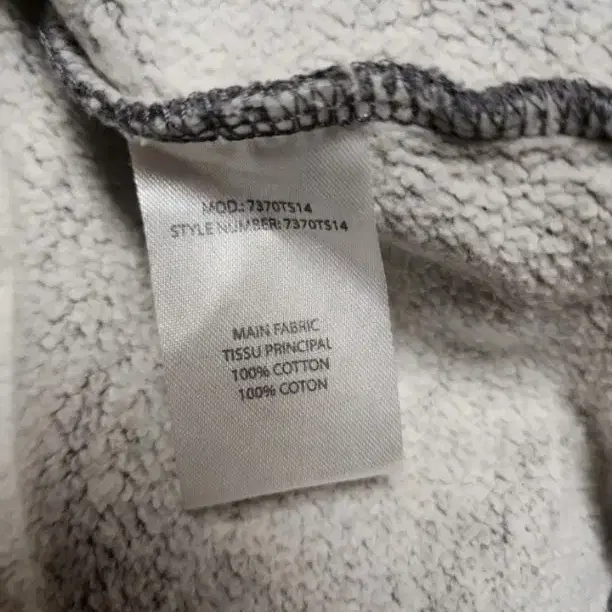 MOD.: 7370TS14
STYLE NUMBER: 7370TS14
MAIN FABRIC
TISSU PRINCIPAL
100% COTTON
100% COTON